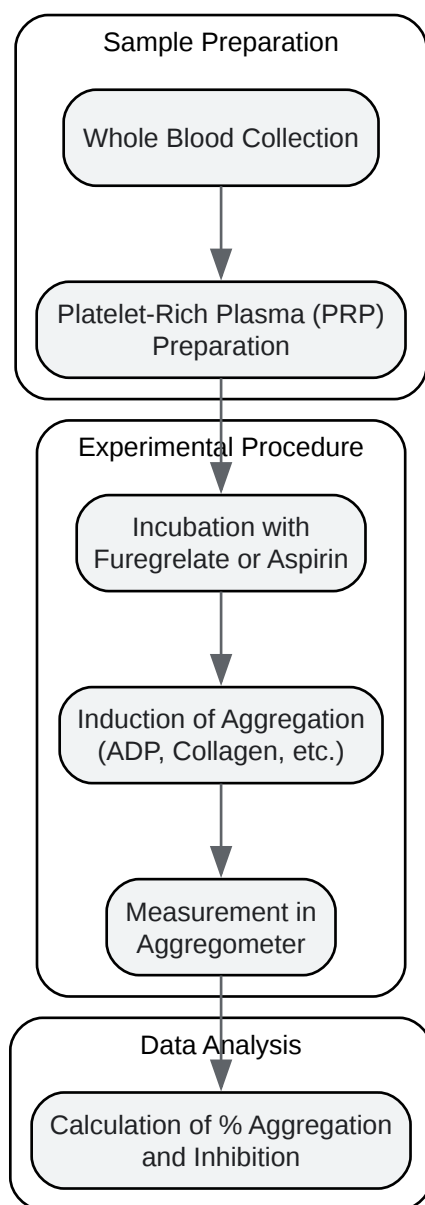 Sample Preparation
Whole Blood Collection
Platelet-Rich Plasma (PRP)
Preparation
Experimental Procedure
Incubation with
Furegrelate or Aspirin
Induction of Aggregation
(ADP, Collagen, etc.)
Measurement in
Aggregometer
Data Analysis
Calculation of % Aggregation
and Inhibition